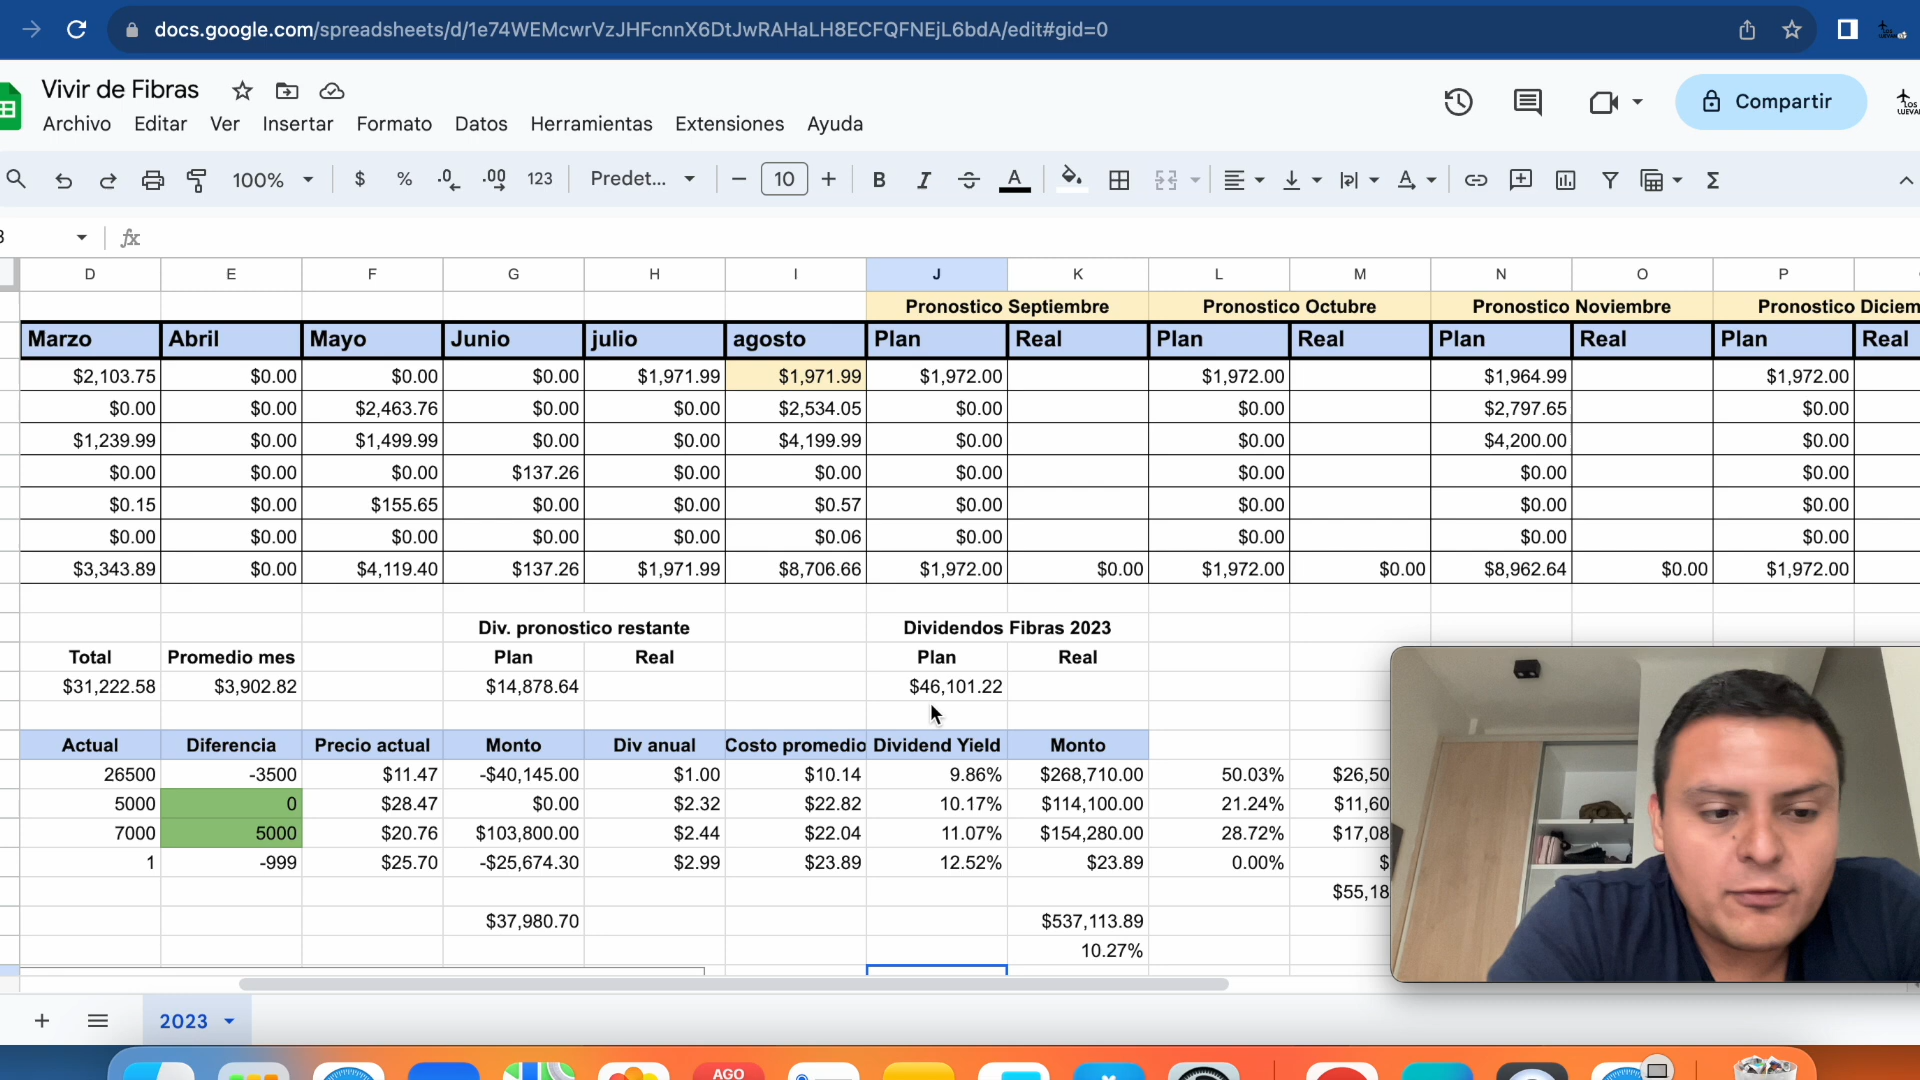 docs.google.com/spreadsheets/d/1e74WEMcwrVzJHFcnnX6DtJwRAHaLH8ECFQFNEjL6bdA/edit#gid=0
Vivir de Fibras
Archivo Editar Ver Insertar Formato Datos Herramientas Extensiones Ayuda
Compartir
100% $ % .0 .00 123 Predet... − 10 + B I A
fx
D E F G H I J K L M N O P
Pronostico Septiembre Pronostico Octubre Pronostico Noviembre Pronostico Diciem
Marzo Abril Mayo Junio julio agosto Plan Real Plan Real Plan Real Plan Real
$2,103.75 $0.00 $0.00 $0.00 $1,971.99 $1,971.99 $1,972.00 $1,972.00 $1,964.99 $1,972.00
$0.00 $0.00 $2,463.76 $0.00 $0.00 $2,534.05 $0.00 $0.00 $2,797.65 $0.00
$1,239.99 $0.00 $1,499.99 $0.00 $0.00 $4,199.99 $0.00 $0.00 $4,200.00 $0.00
$0.00 $0.00 $0.00 $137.26 $0.00 $0.00 $0.00 $0.00 $0.00 $0.00
$0.15 $0.00 $155.65 $0.00 $0.00 $0.57 $0.00 $0.00 $0.00 $0.00
$0.00 $0.00 $0.00 $0.00 $0.00 $0.06 $0.00 $0.00 $0.00 $0.00
$3,343.89 $0.00 $4,119.40 $137.26 $1,971.99 $8,706.66 $1,972.00 $0.00 $1,972.00 $0.00 $8,962.64 $0.00 $1,972.00
Div. pronostico restante Dividendos Fibras 2023
Total Promedio mes Plan Real Plan Real
$31,222.58 $3,902.82 $14,878.64 $46,101.22
Actual Diferencia Precio actual Monto Div anual Costo promedio Dividend Yield Monto
26500 -3500 $11.47 -$40,145.00 $1.00 $10.14 9.86% $268,710.00 50.03% $26,50
5000 0 $28.47 $0.00 $2.32 $22.82 10.17% $114,100.00 21.24% $11,60
7000 5000 $20.76 $103,800.00 $2.44 $22.04 11.07% $154,280.00 28.72% $17,08
1 -999 $25.70 -$25,674.30 $2.99 $23.89 12.52% $23.89 0.00% $
$55,18
$37,980.70 $537,113.89
10.27%
2023
AGO